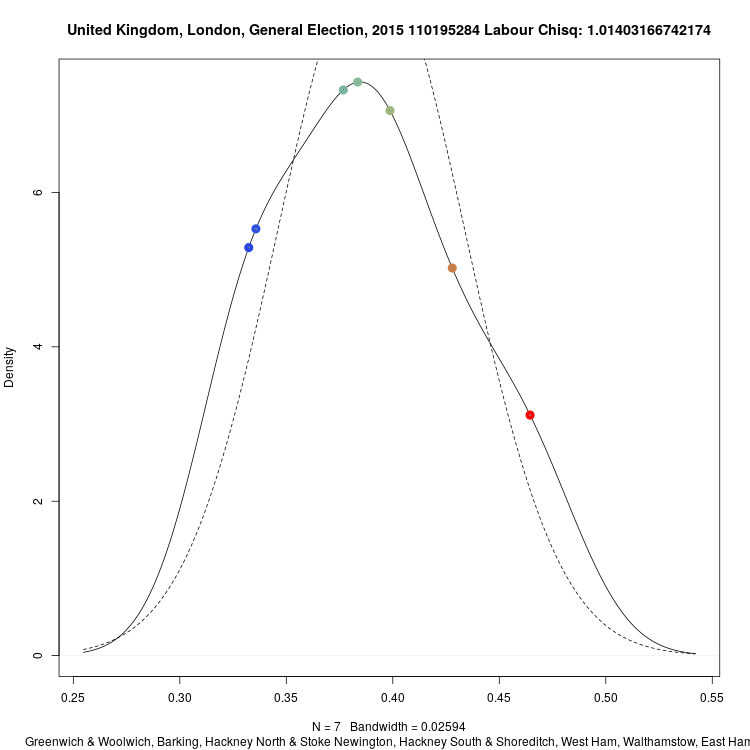 United Kingdom, London, General Election, 2015 110195284 Labour Chisq: 1.01403166742174
Density
0
2
4
6
0.25 0.30 0.35 0.40 0.45 0.50 0.55
N = 7 Bandwidth = 0.02594
Greenwich & Woolwich, Barking, Hackney North & Stoke Newington, Hackney South & Shoreditch, West Ham, Walthamstow, East Ham